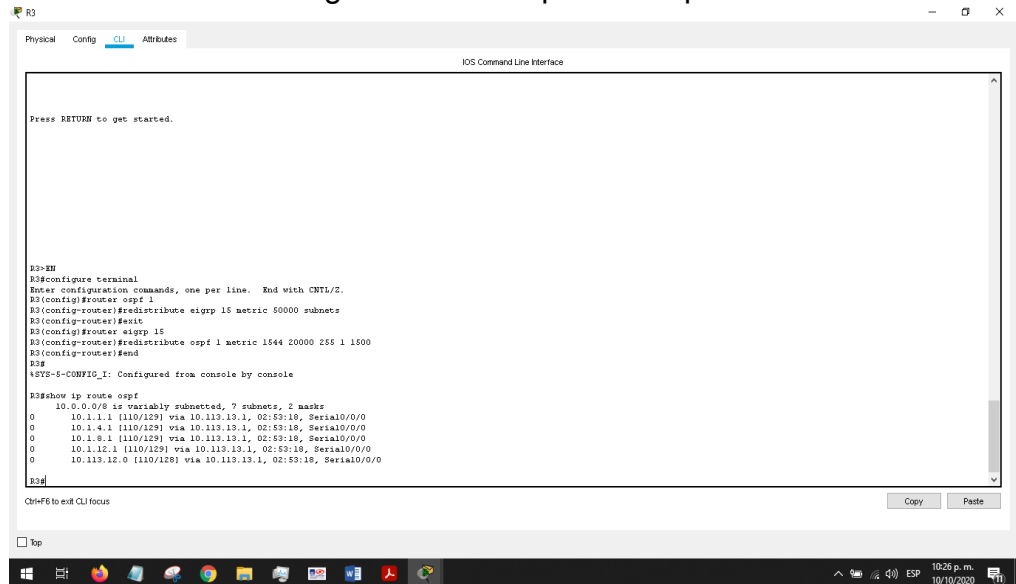 R3
Physical Config CLI Attributes
IOS Command Line Interface
Press RETURN to get started.
R3>EN
R3#configure terminal
Enter configuration commands, one per line. End with CNTL/Z.
R3(config)#router ospf 1
R3(config-router)#redistribute eigrp 15 metric 50000 subnets
R3(config-router)#exit
R3(config)#router eigrp 15
R3(config-router)#redistribute ospf 1 metric 1544 20000 255 1 1500
R3(config-router)#end
R3#
%SYS-5-CONFIG_I: Configured from console by console
R3#show ip route ospf
10.0.0.0/8 is variably subnetted, 7 subnets, 2 masks
O 10.1.1.1 [110/129] via 10.113.13.1, 02:53:18, Serial0/0/0
O 10.1.4.1 [110/129] via 10.113.13.1, 02:53:18, Serial0/0/0
O 10.1.8.1 [110/129] via 10.113.13.1, 02:53:18, Serial0/0/0
O 10.1.12.1 [110/129] via 10.113.13.1, 02:53:18, Serial0/0/0
O 10.113.12.0 [110/128] via 10.113.13.1, 02:53:18, Serial0/0/0
R3#
Ctrl+F6 to exit CLI focus
Copy Paste
Top
ESP
10:26 p. m.
10/10/2020